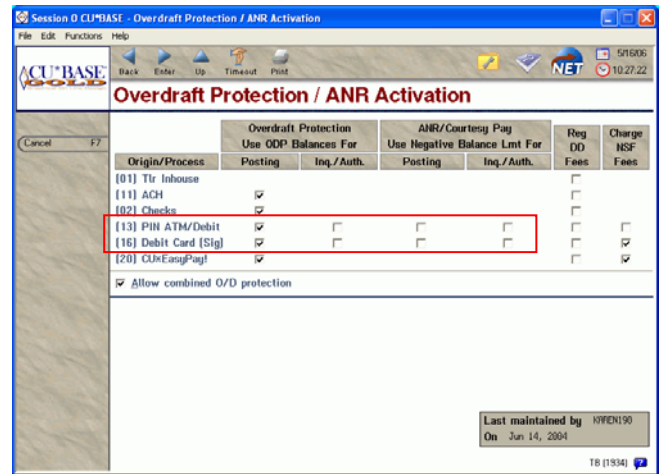 Session 0 CU*BASE - Overdraft Protection / ANR Activation
File Edit Functions Help
CU*BASE
GOLD
Back Enter Up Timeout Print
NET
5/16/06
10:27:22
Overdraft Protection / ANR Activation
Cancel F7
Overdraft Protection
Use ODP Balances For
ANR/Courtesy Pay
Use Negative Balance Lmt For
Reg
DD
Fees
Charge
NSF
Fees
Origin/Process Posting Inq./Auth. Posting Inq./Auth.
[01] Tlr Inhouse
[11] ACH
[02] Checks
[13] PIN ATM/Debit
[16] Debit Card (Sig)
[20] CU*EasyPay!
Allow combined O/D protection
Last maintained by KAREN190
On Jun 14, 2004
TB (1934)